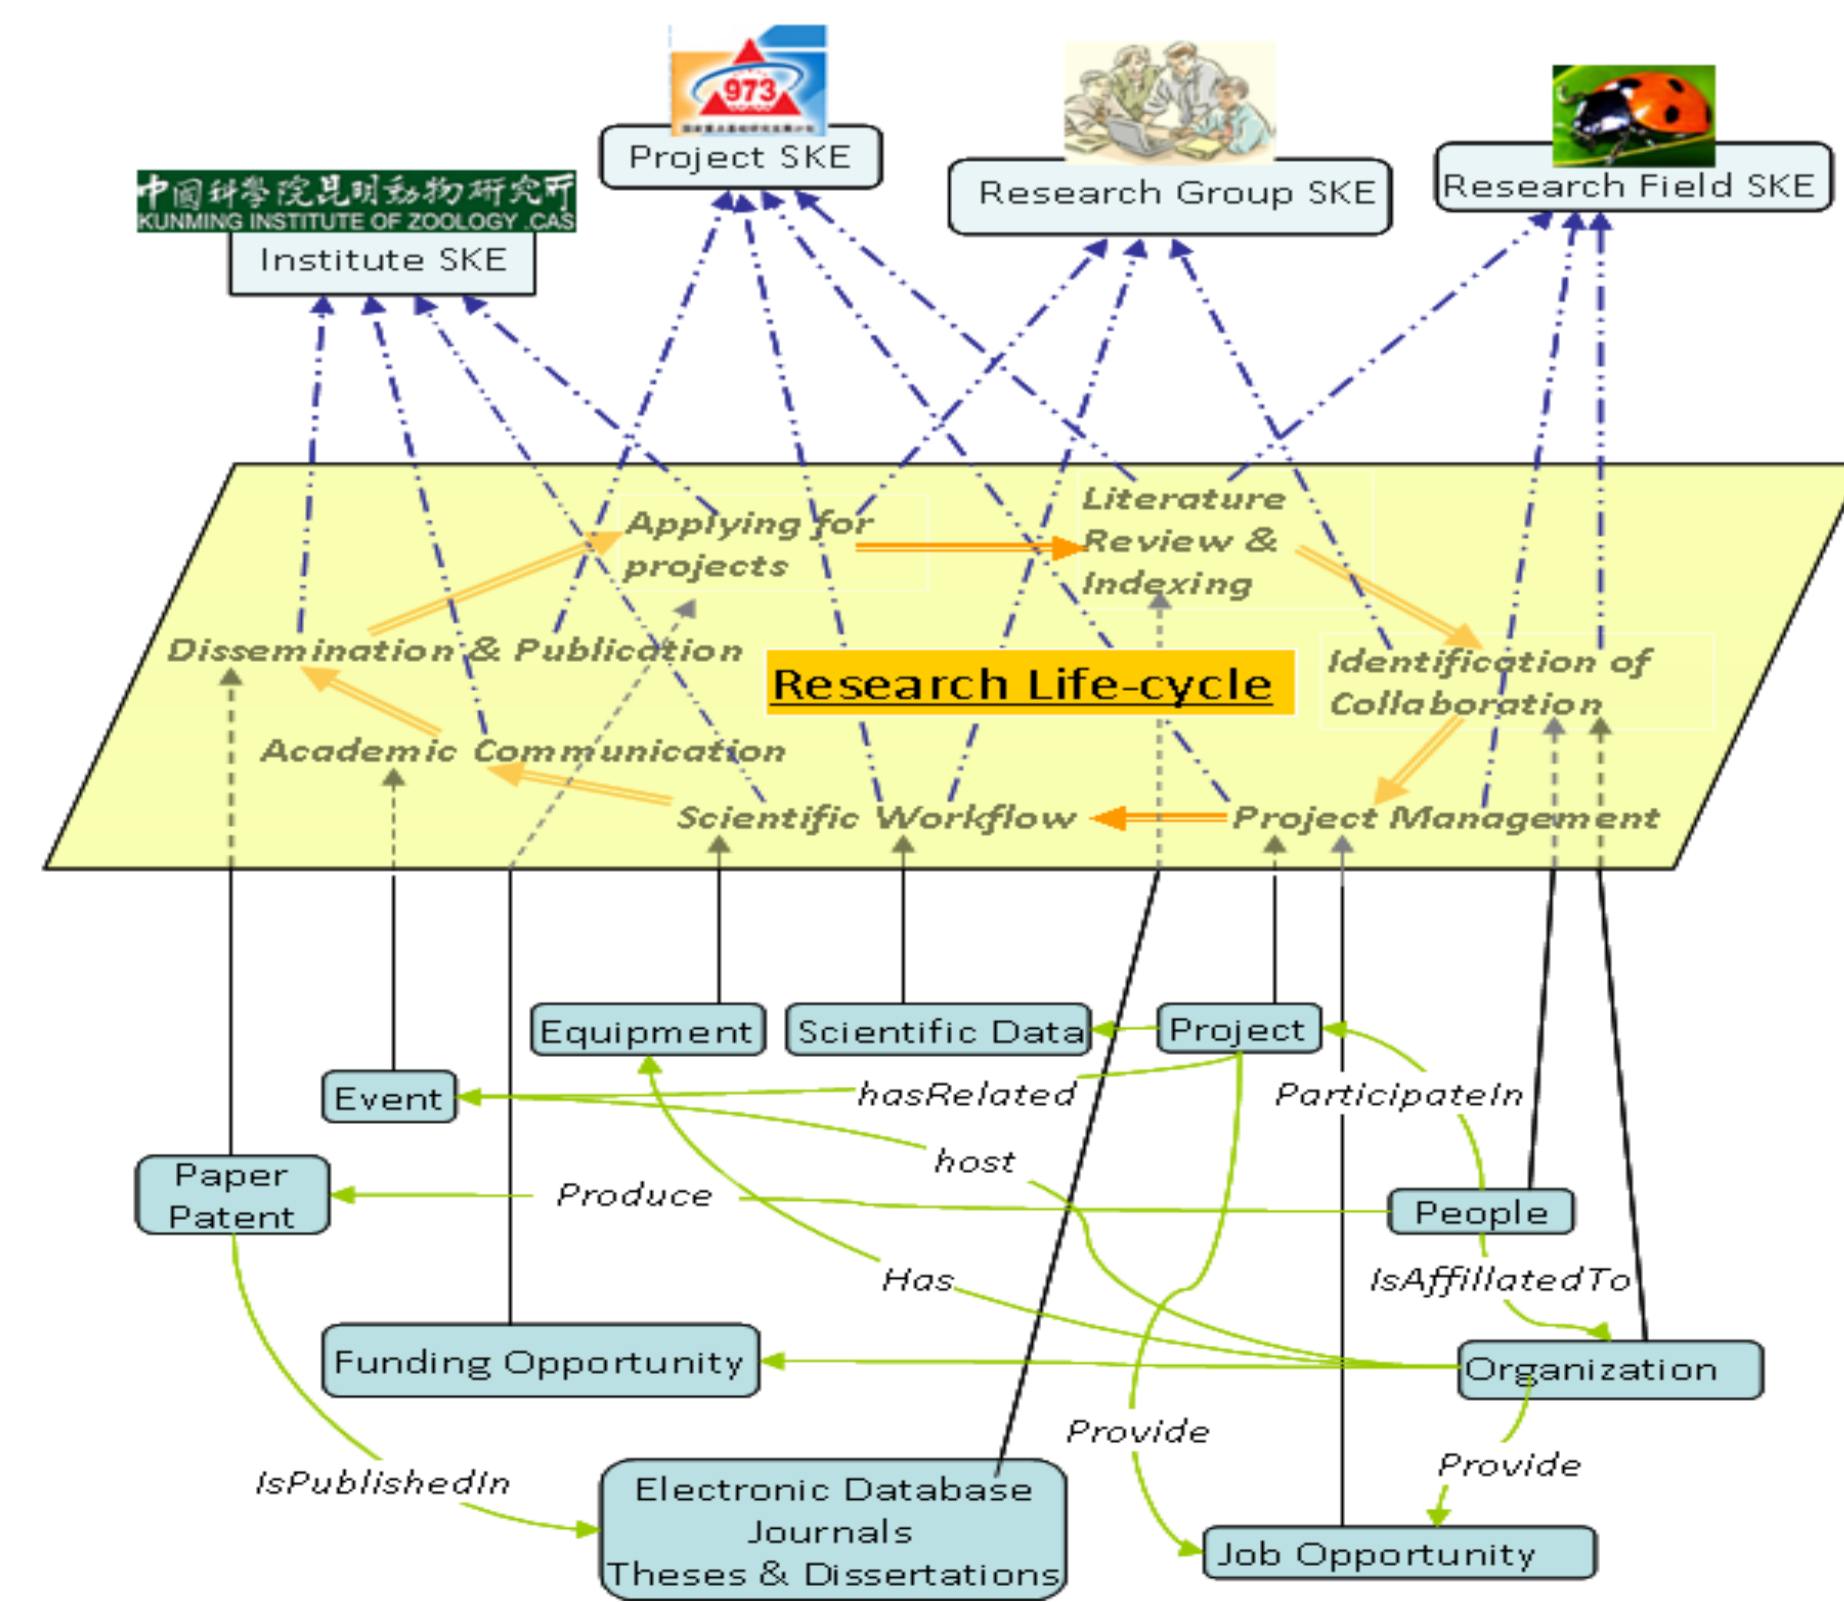 973
Project SKE
Research Group SKE
Research Field SKE
中国科學院昆明動物研究所
KUNMING INSTITUTE OF ZOOLOGY .CAS
Institute SKE
Applying for
projects
Literature
Review &
Indexing
Dissemination & Publication
Research Life-cycle
Identification of
Collaboration
Academic Communication
Scientific Workflow
Project Management
Equipment
Scientific Data
Project
Event
hasRelated
ParticipateIn
host
Paper
Patent
Produce
People
Has
IsAffillatedTo
Funding Opportunity
Organization
Provide
Provide
IsPublishedIn
Electronic Database
Journals
Theses & Dissertations
Job Opportunity